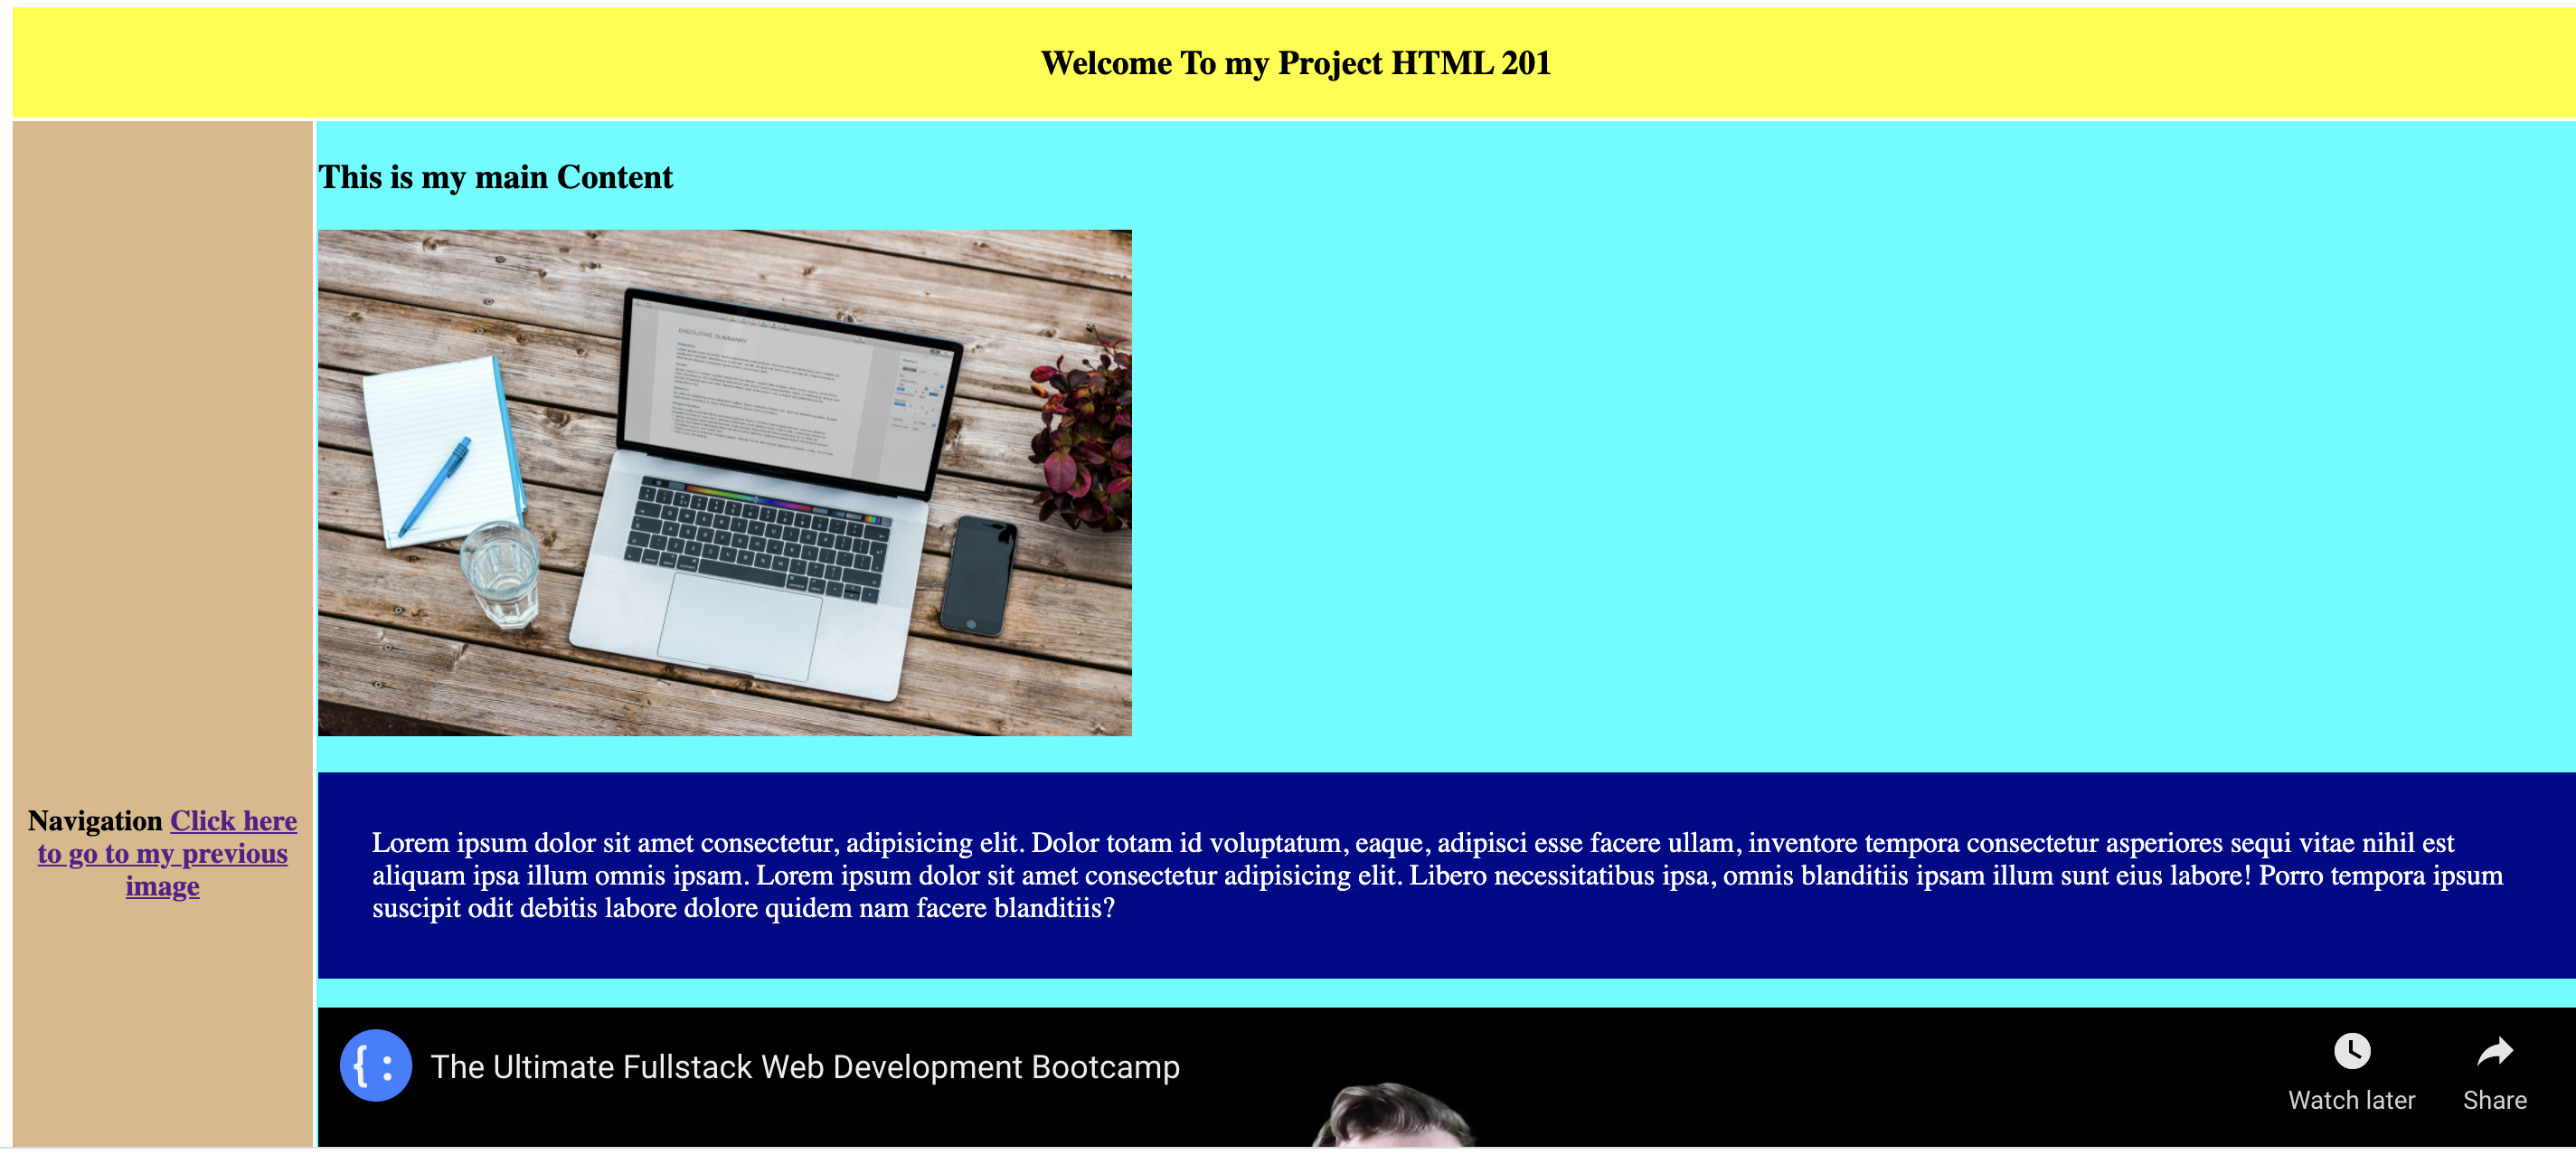 Welcome To my Project HTML 201
This is my main Content
EXECUTIVE SUMMARY
Navigation Click here
to go to my previous
image
Lorem ipsum dolor sit amet consectetur, adipisicing elit. Dolor totam id voluptatum, eaque, adipisci esse facere ullam, inventore tempora consectetur asperiores sequi vitae nihil est
aliquam ipsa illum omnis ipsam. Lorem ipsum dolor sit amet consectetur adipisicing elit. Libero necessitatibus ipsa, omnis blanditiis ipsam illum sunt eius labore! Porro tempora ipsum
suscipit odit debitis labore dolore quidem nam facere blanditiis?
{ :
The Ultimate Fullstack Web Development Bootcamp
Watch later
Share